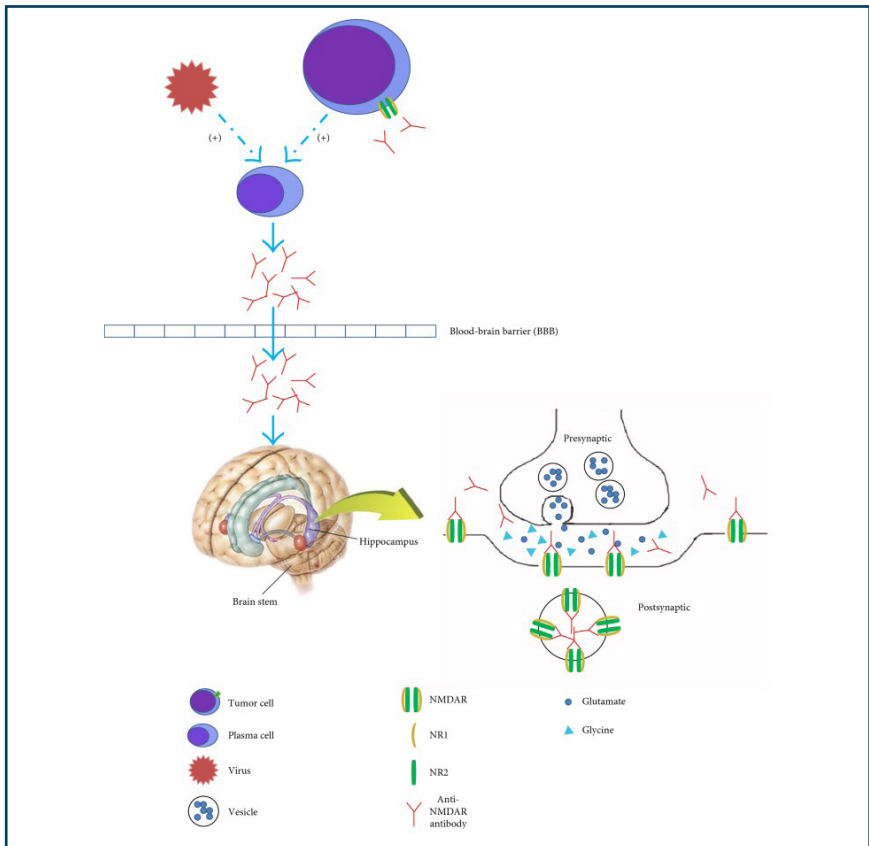 (+)
(+)
Blood-brain barrier (BBB)
Presynaptic
Hippocampus
Brain stem
Postsynaptic
Tumor cell
Plasma cell
Virus
Vesicle
NMDAR
NR1
NR2
Anti-
NMDAR
antibody
Glutamate
Glycine